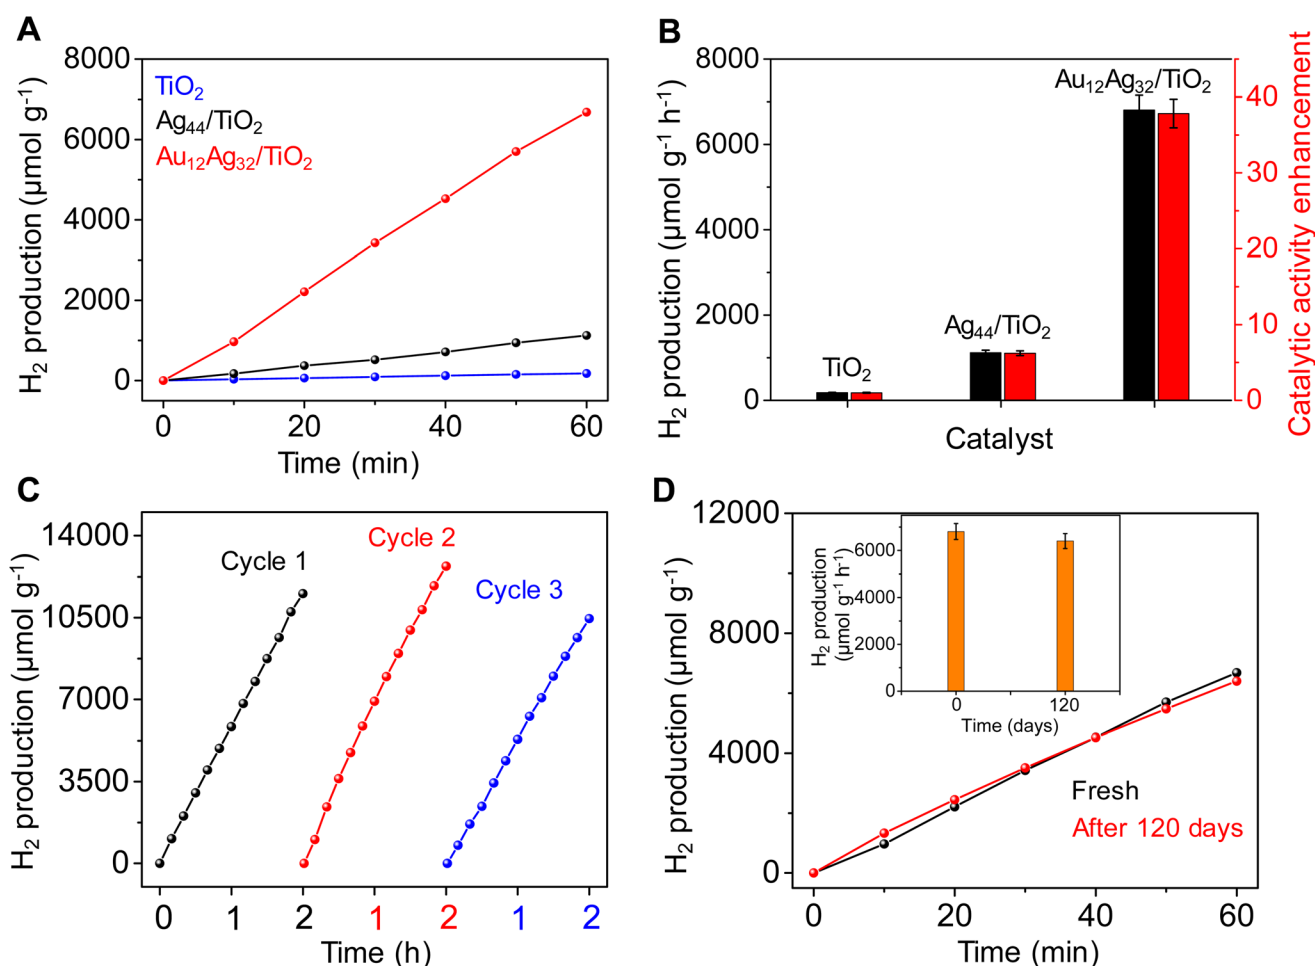 A
8000
6000
4000
2000
0
0
20
40
60
H₂ production (μmol g⁻¹)
Time (min)
TiO₂
Ag₄₄/TiO₂
Au₁₂Ag₃₂/TiO₂
B
8000
6000
4000
2000
0
H₂ production (μmol g⁻¹ h⁻¹)
TiO₂
Ag₄₄/TiO₂
Au₁₂Ag₃₂/TiO₂
Catalyst
40
30
20
10
0
Catalytic activity enhancement
C
14000
10500
7000
3500
0
H₂ production (μmol g⁻¹)
Cycle 1
Cycle 2
Cycle 3
0
1
2
1
2
1
2
Time (h)
D
12000
8000
4000
0
H₂ production (μmol g⁻¹)
6000
4000
2000
0
H₂ production
(μmol g⁻¹ h⁻¹)
0
120
Time (days)
Fresh
After 120 days
0
20
40
60
Time (min)